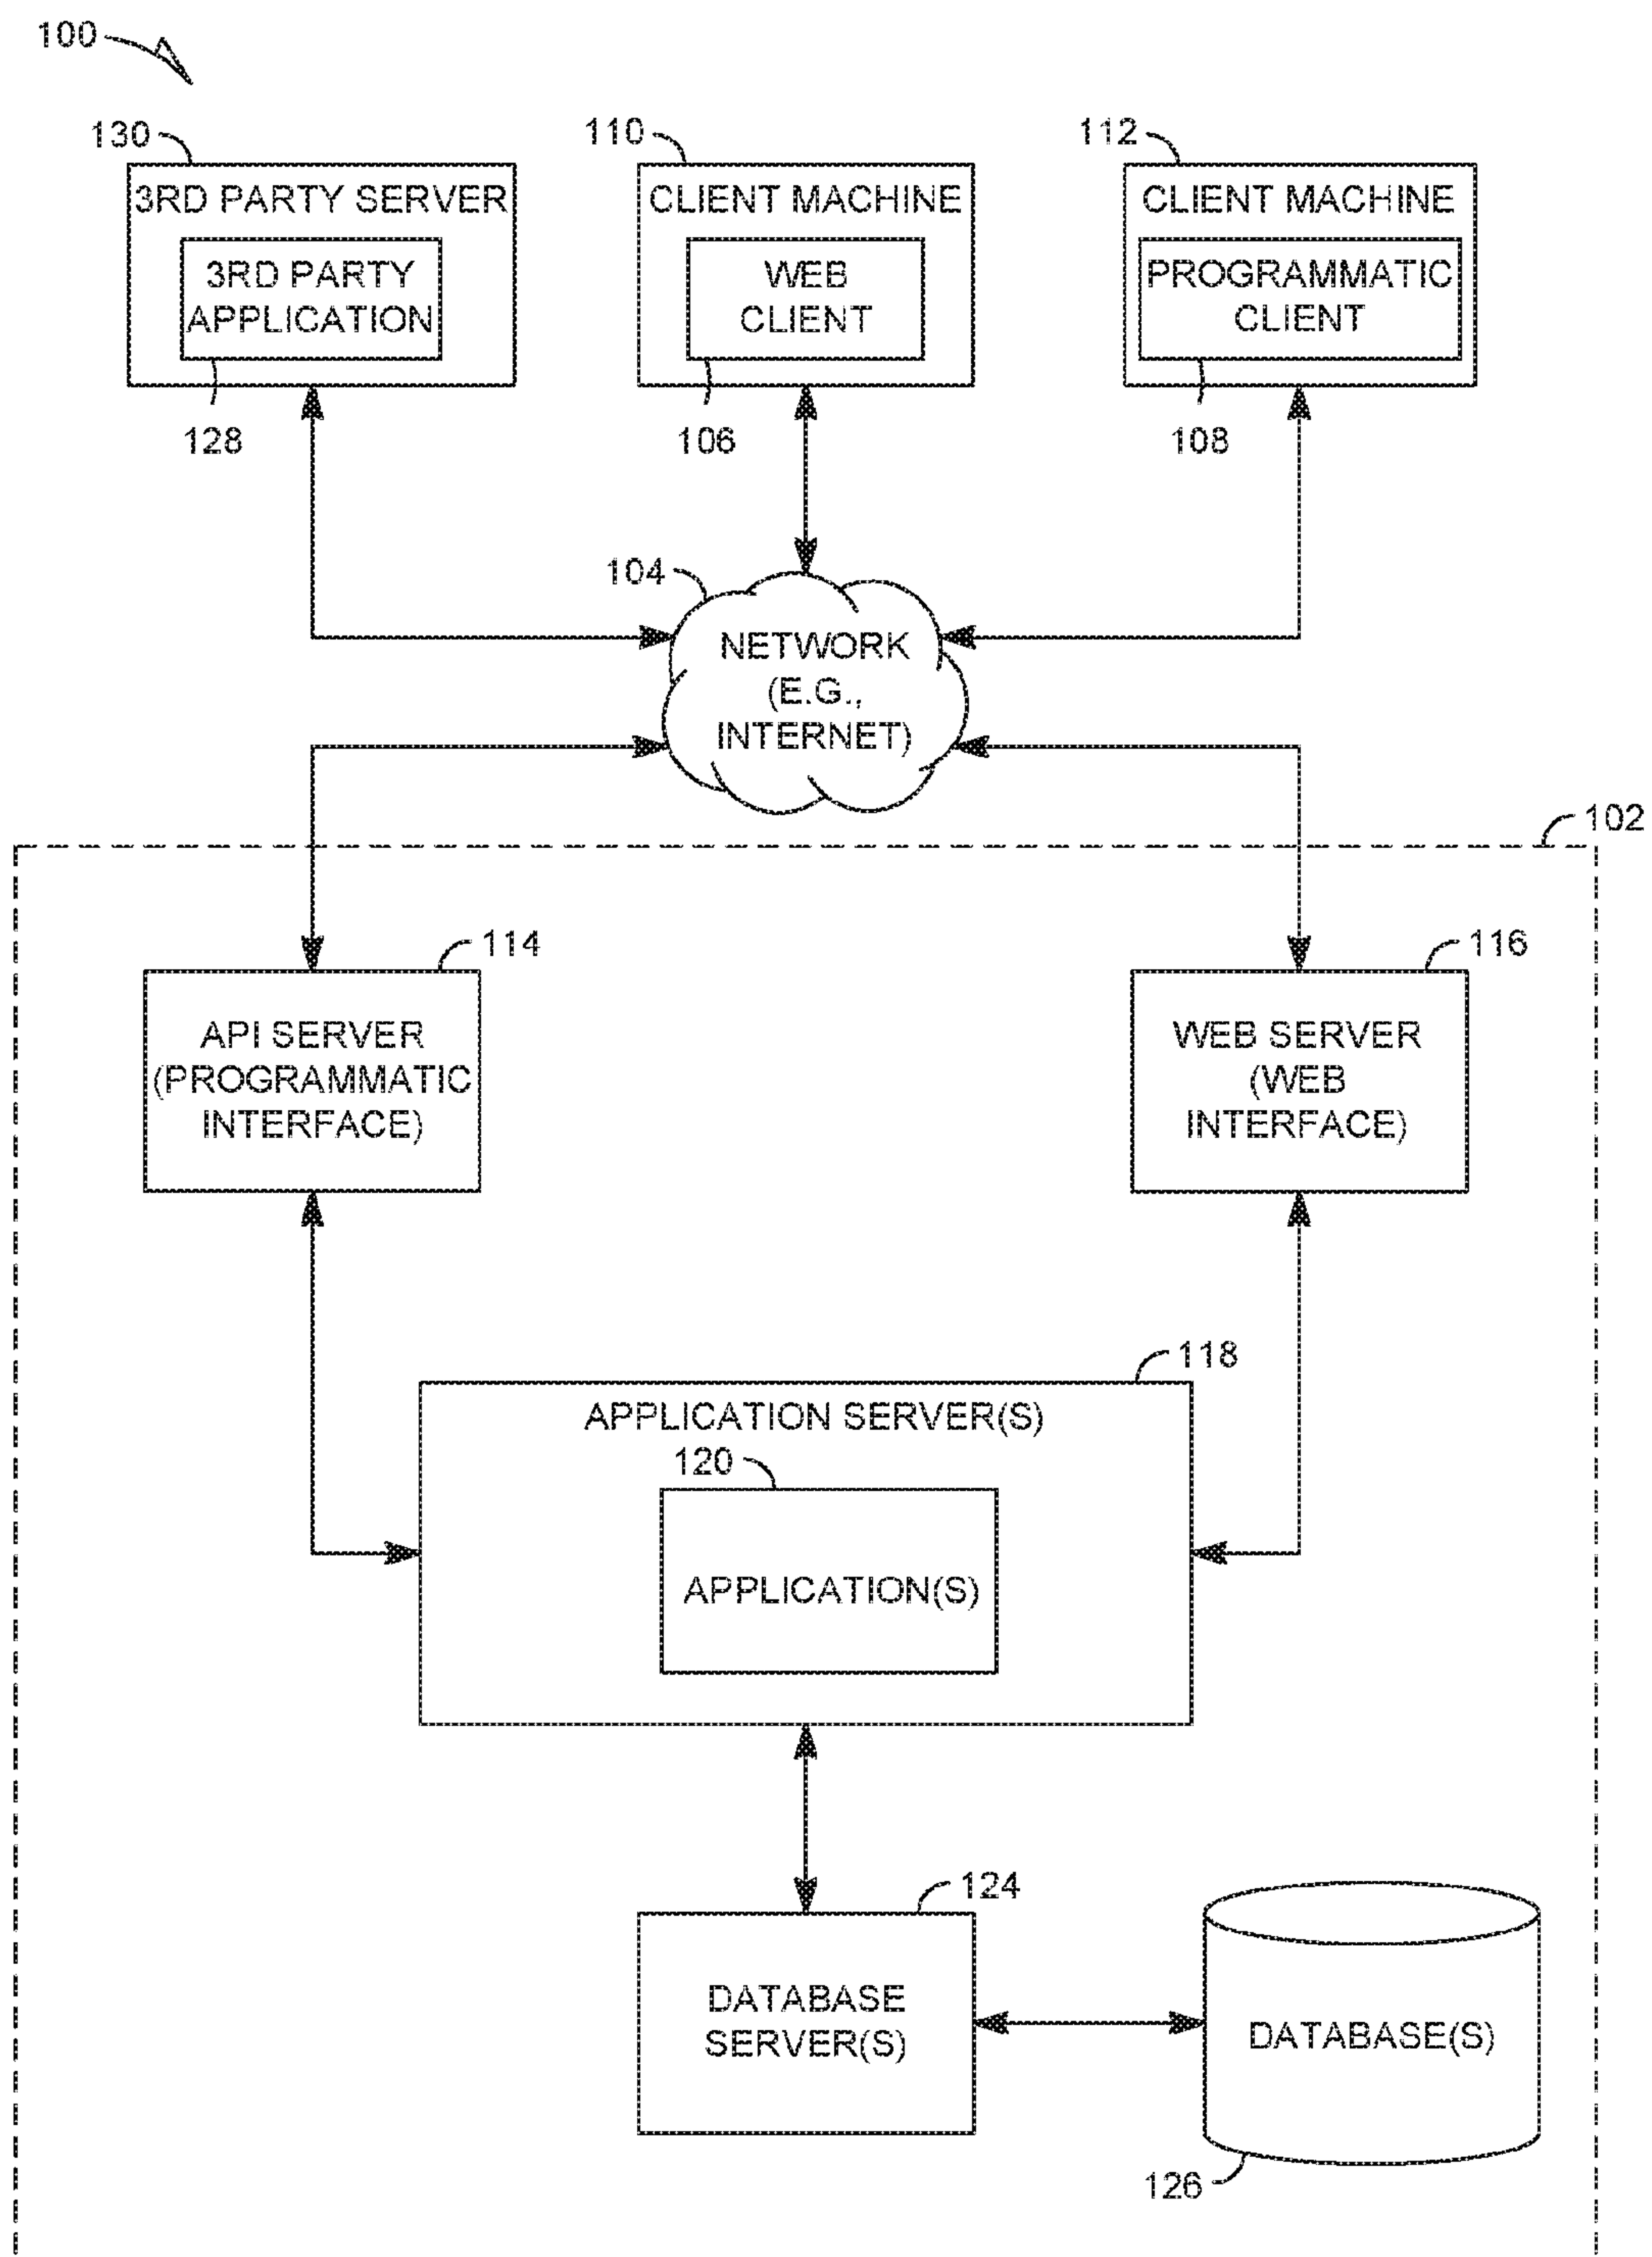 100
130
110
112
3RD PARTY SERVER
CLIENT MACHINE
CLIENT MACHINE
3RD PARTY
APPLICATION
WEB
CLIENT
PROGRAMMATIC
CLIENT
128
106
108
104
NETWORK
(E.G.,
INTERNET)
102
114
116
API SERVER
(PROGRAMMATIC
INTERFACE)
WEB SERVER
(WEB
INTERFACE)
118
APPLICATION SERVER(S)
120
APPLICATION(S)
124
DATABASE
SERVER(S)
DATABASE(S)
126